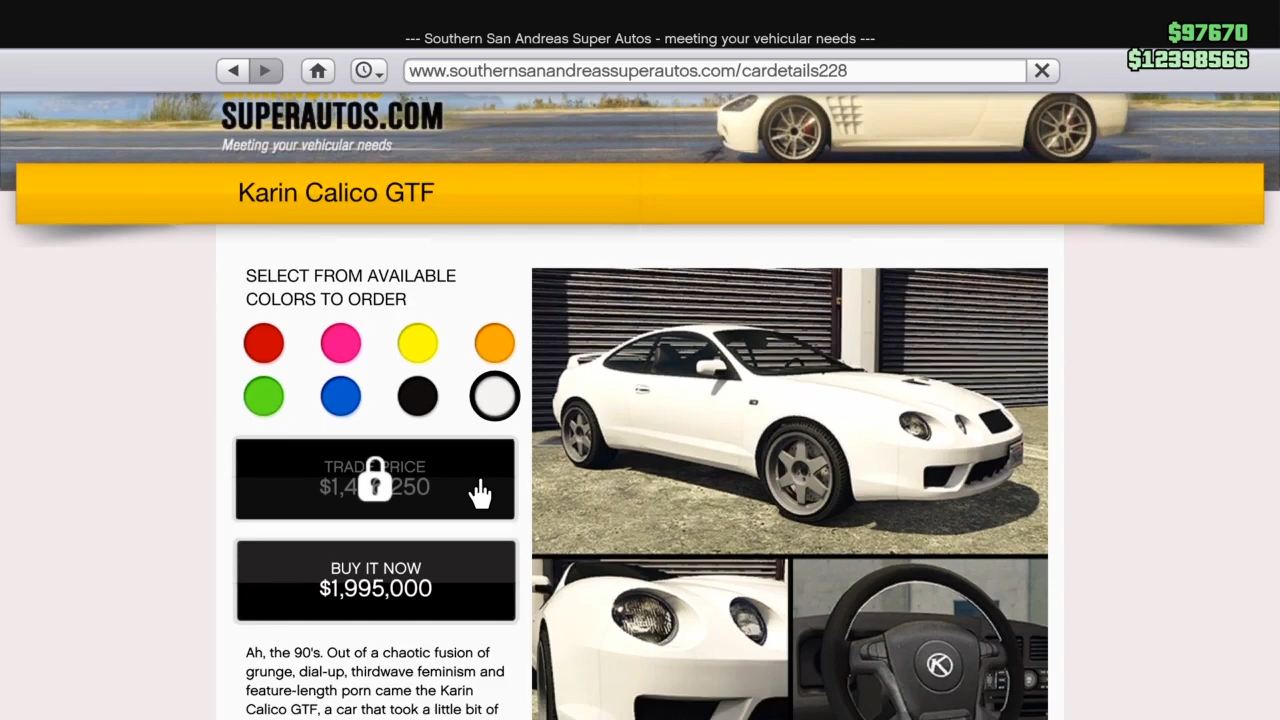 --- Southern San Andreas Super Autos - meeting your vehicular needs ---
$97670
$12398566
www.southernsanandreassuperautos.com/cardetails228
SUPERAUTOS.COM
Meeting your vehicular needs
Karin Calico GTF
SELECT FROM AVAILABLE
COLORS TO ORDER
TRADE PRICE
BUY IT NOW
$1,995,000
Ah, the 90's. Out of a chaotic fusion of
grunge, dial-up, thirdwave feminism and
feature-length porn came the Karin
Calico GTF, a car that took a little bit of